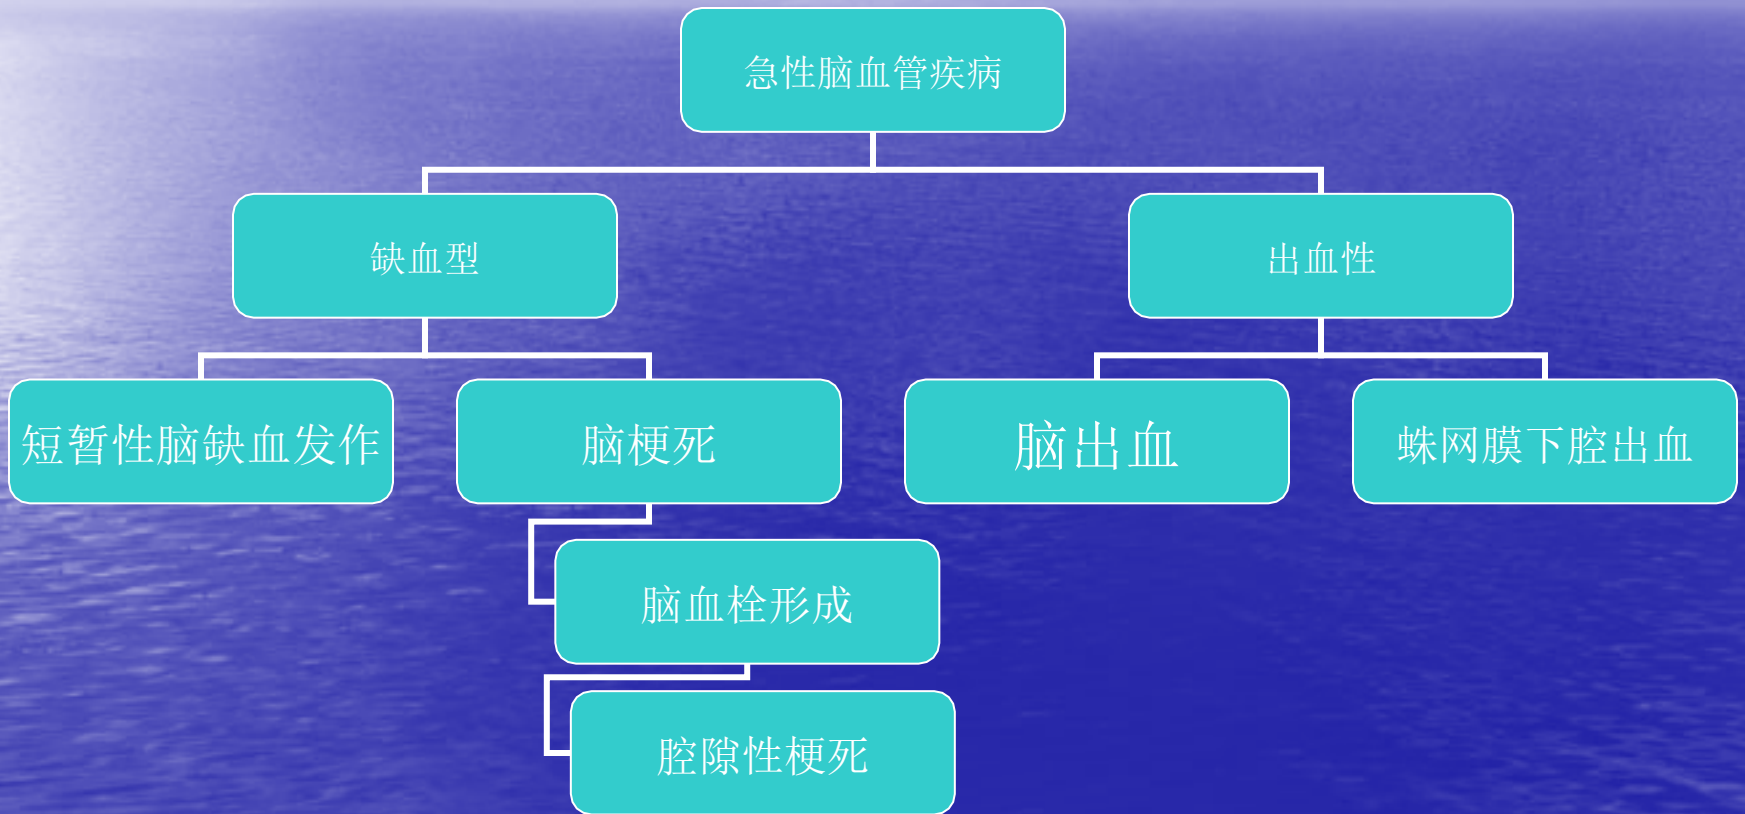 急性脑血管疾病
缺血型
出血性
短暂性脑缺血发作
脑梗死
脑出血
蛛网膜下腔出血
脑血栓形成
腔隙性梗死